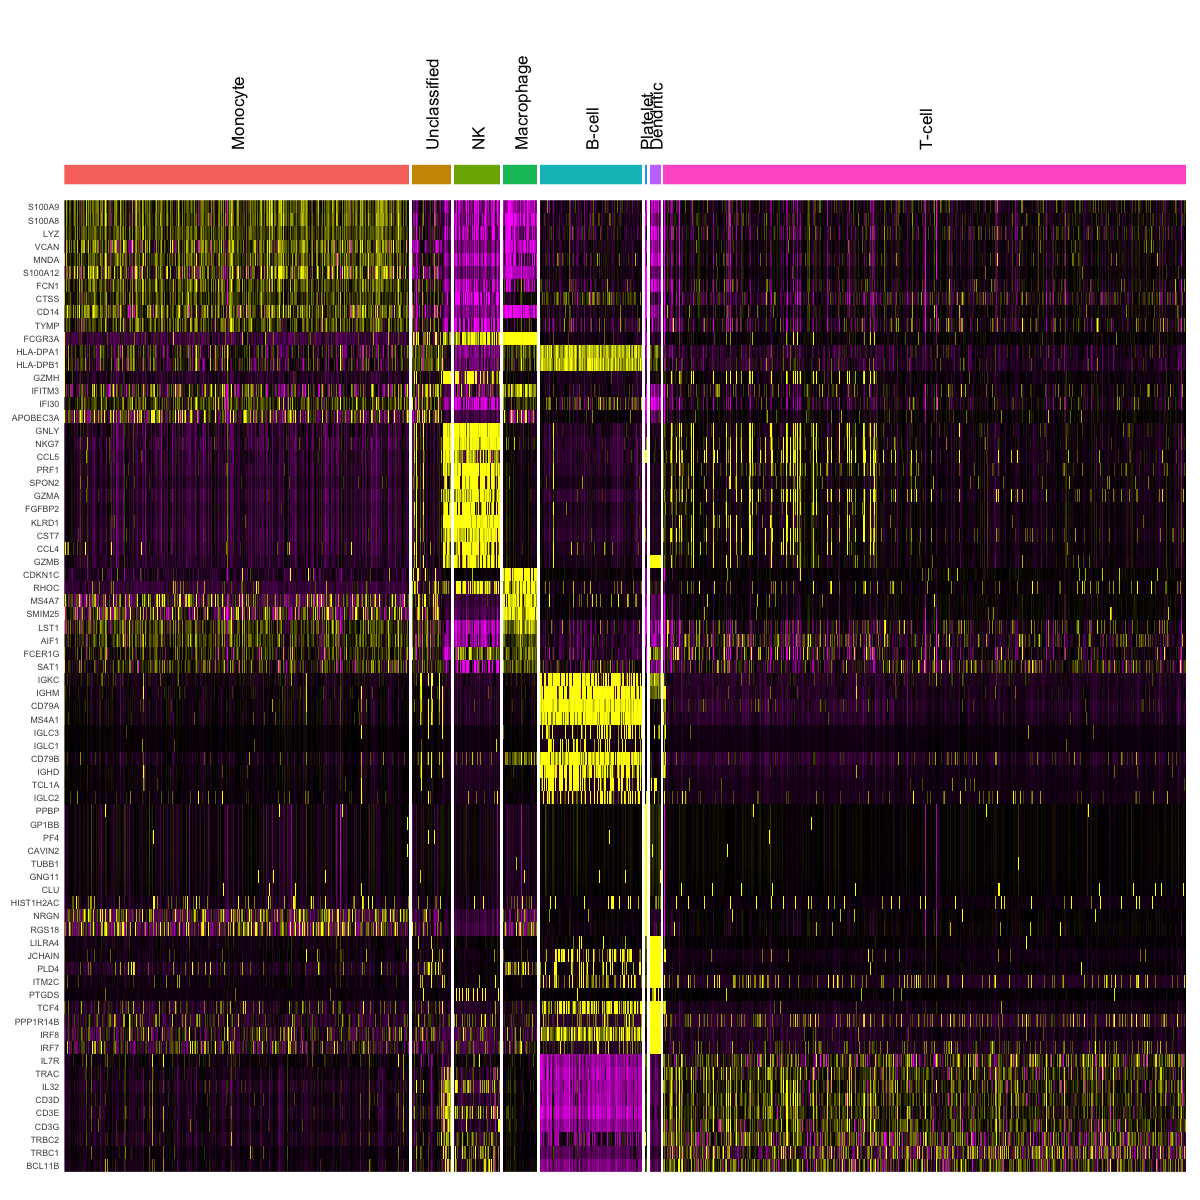 Monocyte
Unclassified
NK
Macrophage
B-cell
Platelet
Dendritic
T-cell
S100A9
S100A8
LYZ
VCAN
MNDA
S100A12
FCN1
CTSS
CD14
TYMP
FCGR3A
HLA-DPA1
HLA-DPB1
GZMH
IFITM3
IFI30
APOBEC3A
GNLY
NKG7
CCL5
PRF1
SPON2
GZMA
FGFBP2
KLRD1
CST7
CCL4
GZMB
CDKN1C
RHOC
MS4A7
SMIM25
LST1
AIF1
FCER1G
SAT1
IGKC
IGHM
CD79A
MS4A1
IGLC3
IGLC1
CD79B
IGHD
TCL1A
IGLC2
PPBP
GP1BB
PF4
CAVIN2
TUBB1
GNG11
CLU
HIST1H2AC
NRGN
RGS18
LILRA4
JCHAIN
PLD4
ITM2C
PTGDS
TCF4
PPP1R14B
IRF8
IRF7
IL7R
TRAC
IL32
CD3D
CD3E
CD3G
TRBC2
TRBC1
BCL11B